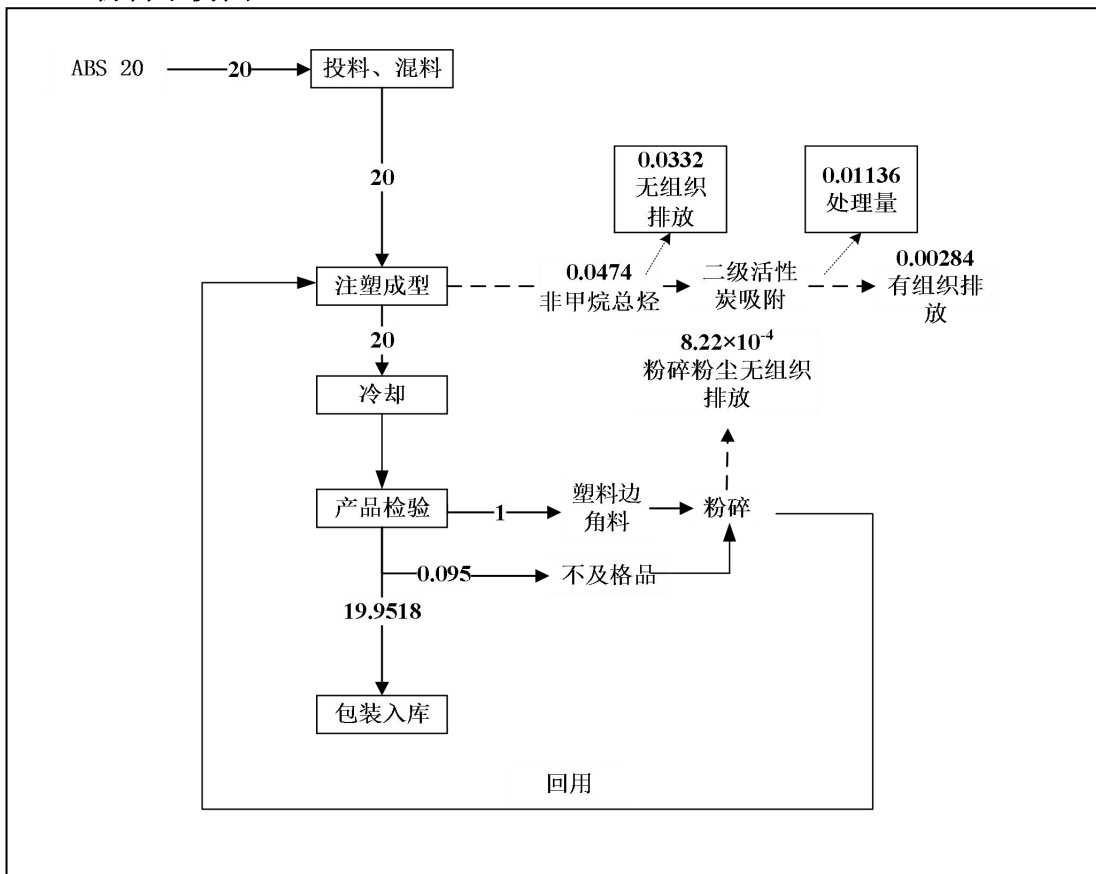 ABS 20
20
投料、混料
20
0.0332
无组织
排放
0.01136
处理量
注塑成型
0.0474
非甲烷总烃
二级活性
炭吸附
0.00284
有组织排
放
20
8.22×10⁻⁴
粉碎粉尘无组织
排放
冷却
产品检验
1
塑料边
角料
粉碎
0.095
不及格品
19.9518
包装入库
回用